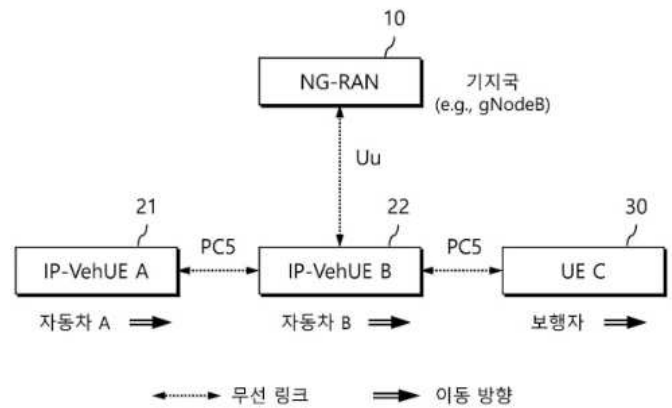 10
NG-RAN
기지국
(e.g., gNodeB)
Uu
21
22
30
PC5
PC5
IP-VehUE A
IP-VehUE B
UE C
자동차 A
자동차 B
보행자
무선 링크
이동 방향